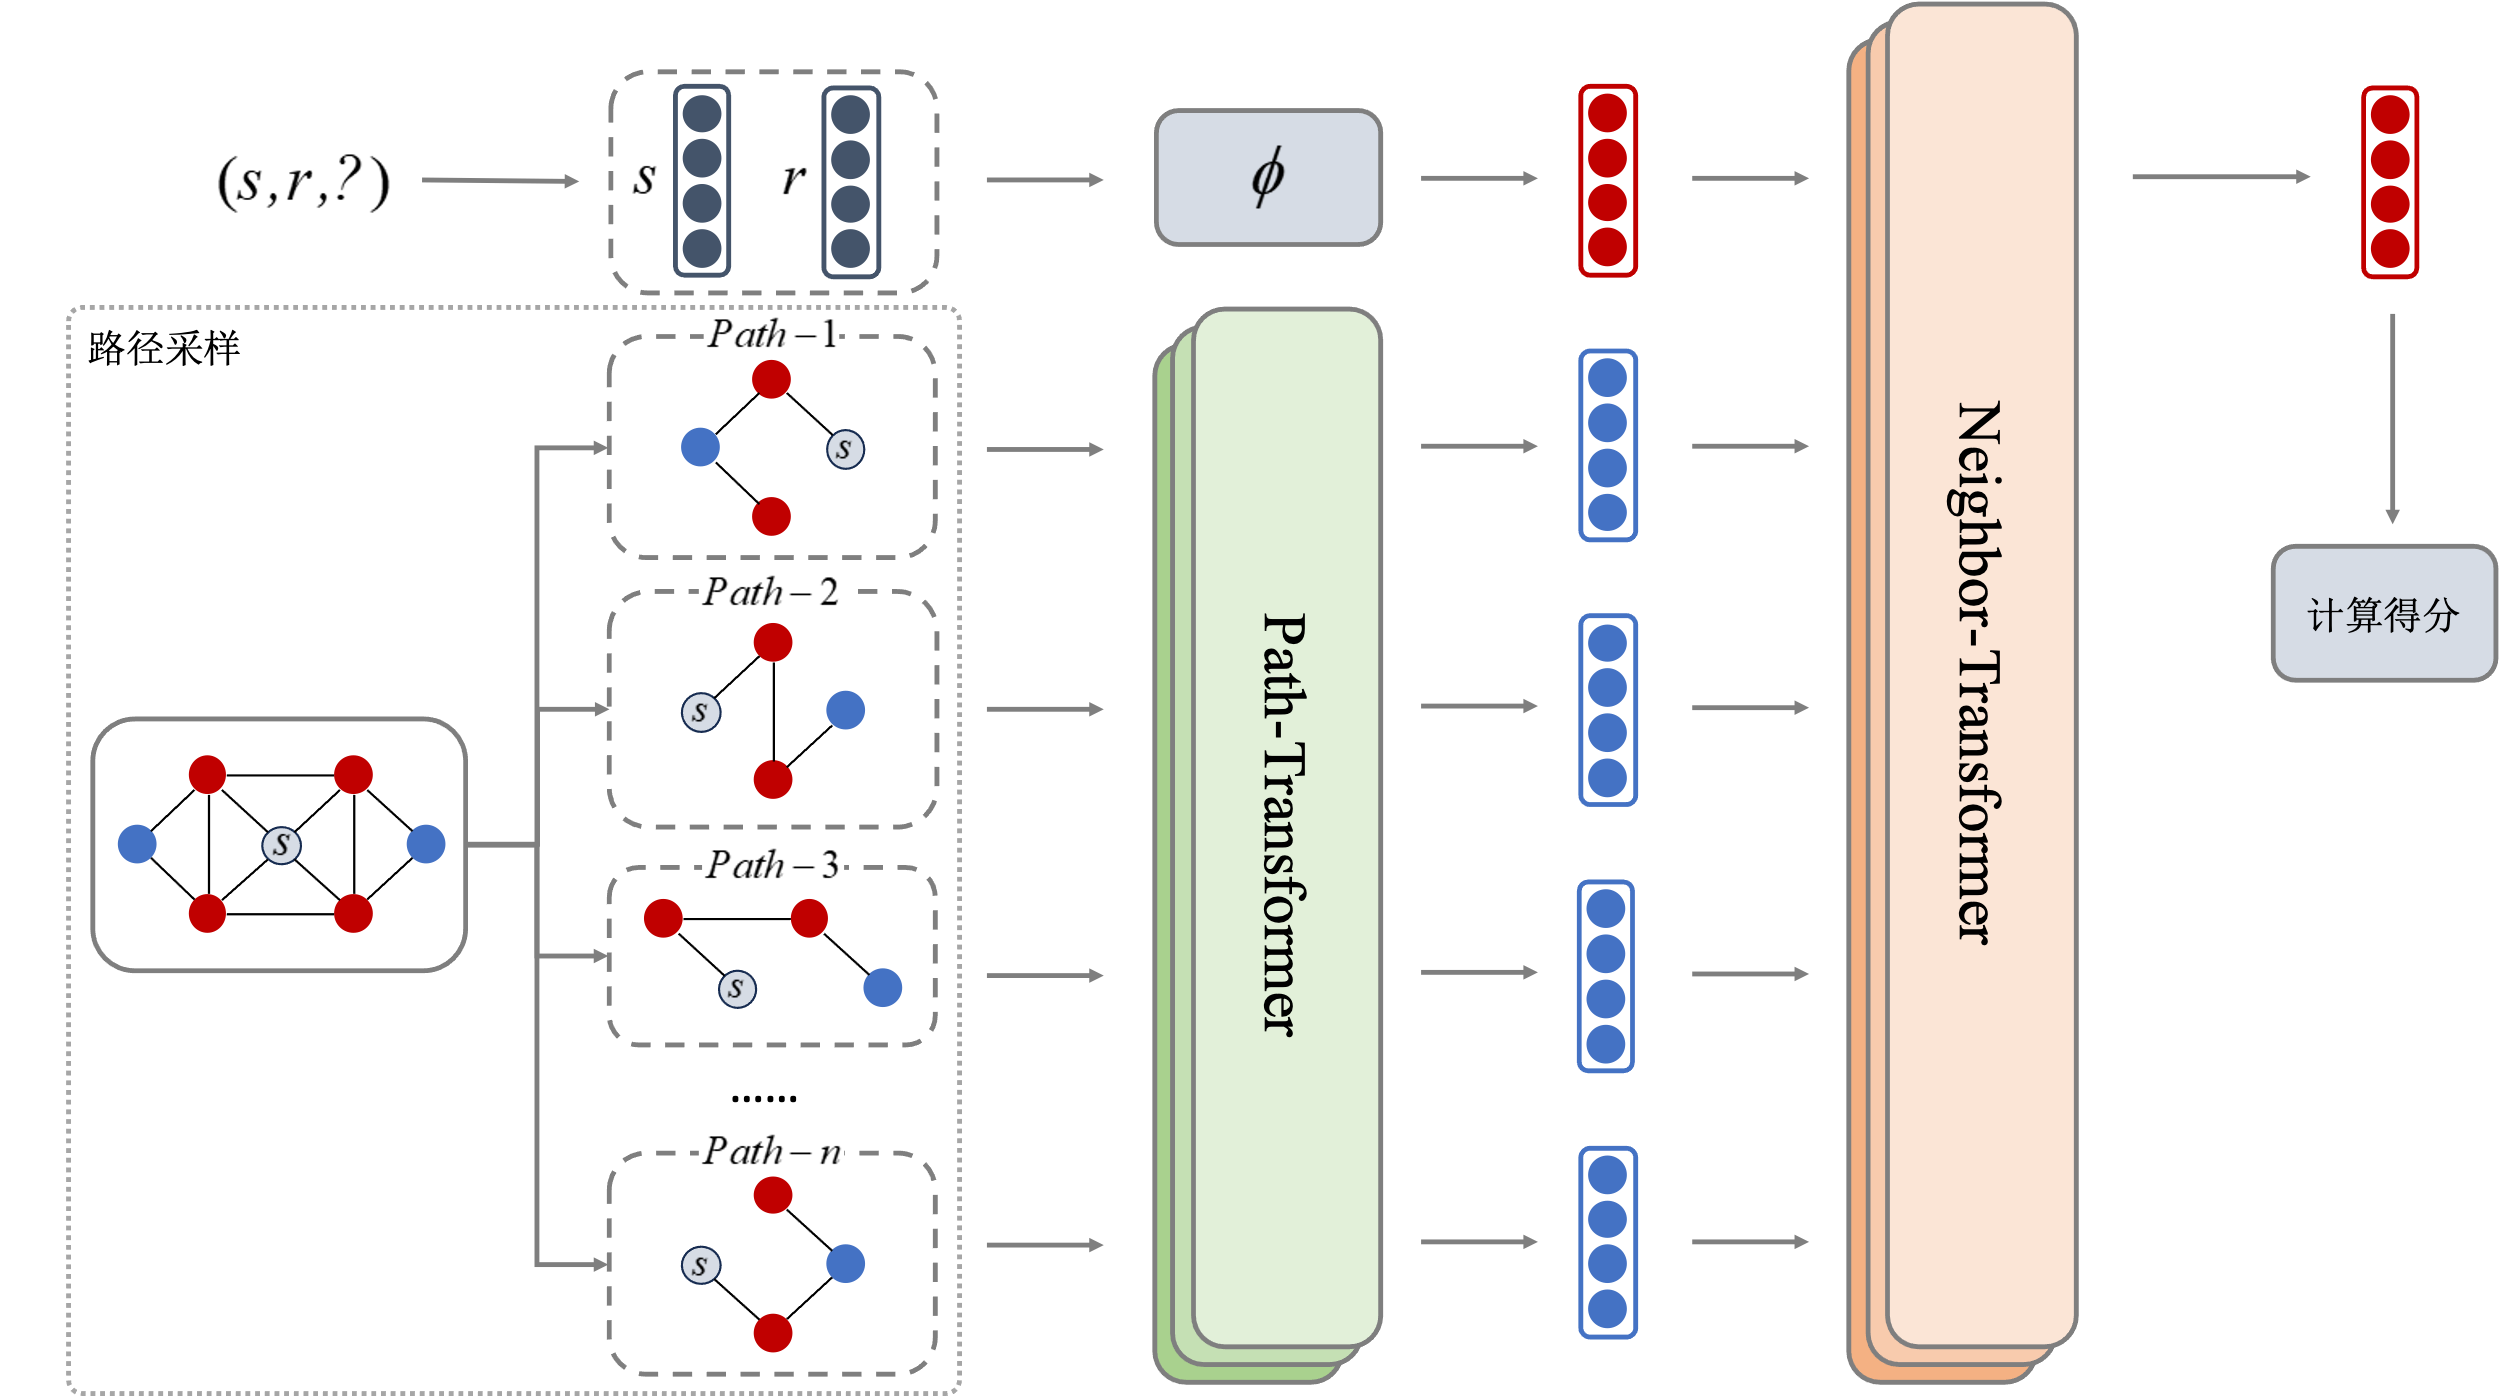 (s,r,?)
s
r
ϕ
路径采样
Path-1
s
Path-2
s
s
Path-3
s
......
Path-n
s
Path-Transformer
Neighbor-Transformer
计算得分